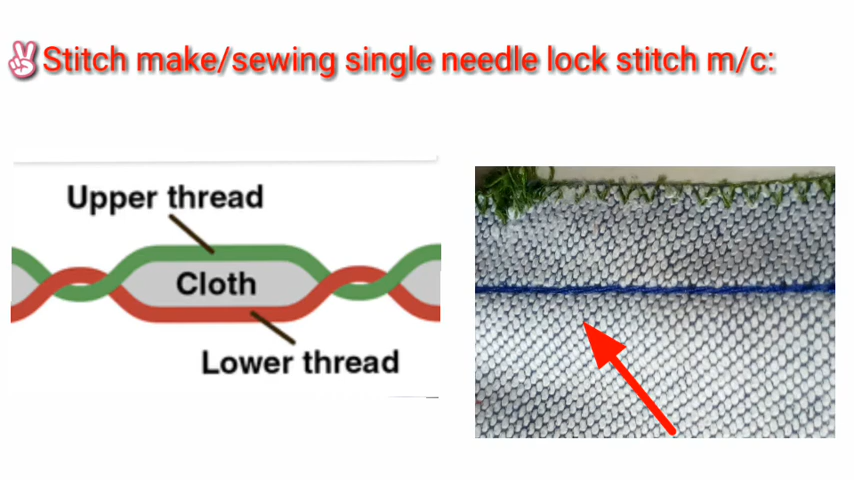 ✌Stitch make/sewing single needle lock stitch m/c:
Upper thread
Cloth
Lower thread